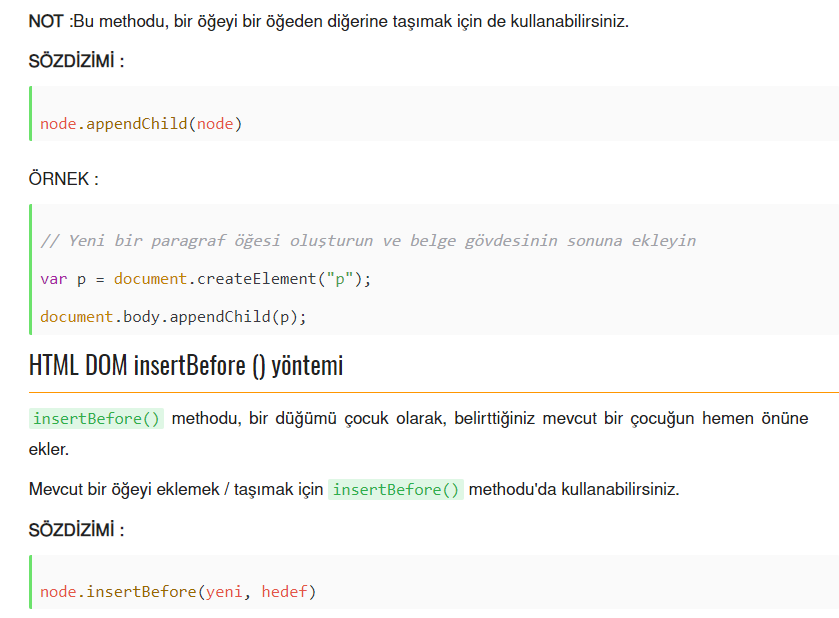 NOT :Bu methodu, bir öğeyi bir öğeden diğerine taşımak için de kullanabilirsiniz.
SÖZDİZİMİ :
node.appendChild(node)
ÖRNEK :
// Yeni bir paragraf öğesi oluşturun ve belge gövdesinin sonuna ekleyin
var p = document.createElement("p");
document.body.appendChild(p);
HTML DOM insertBefore () yöntemi
insertBefore() methodu, bir düğümü çocuk olarak, belirttiğiniz mevcut bir çocuğun hemen önüne
ekler.
Mevcut bir öğeyi eklemek / taşımak için insertBefore() methodu'da kullanabilirsiniz.
SÖZDİZİMİ :
node.insertBefore(yeni, hedef)